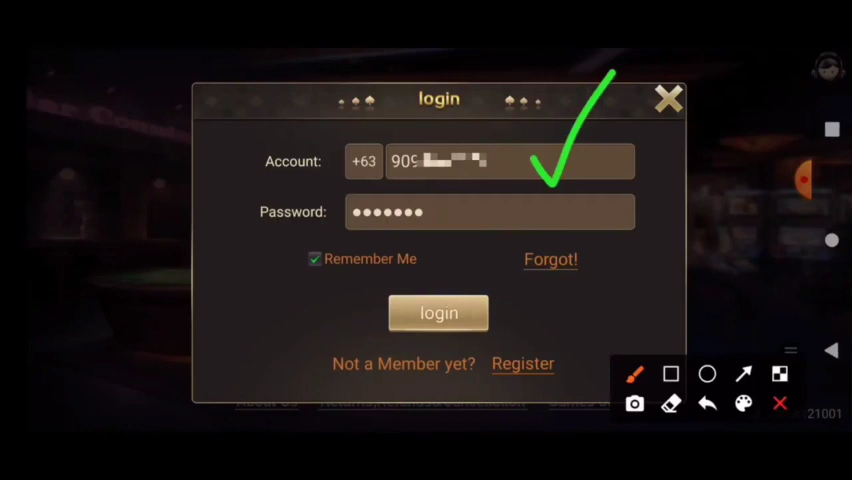 login
Account: +63 909
Password: ●●●●●●●
Remember Me Forgot!
login
Not a Member yet? Register
21001